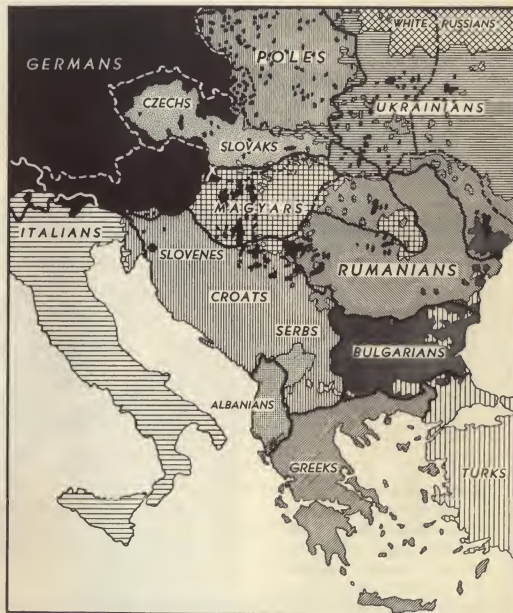 WHITE RUSSIANS
GERMANS
POLES
UKRAINIANS
CZECHS
SLOVAKS
MAGYARS
ITALIANS
SLOVENES
RUMANIANS
CROATS
SERBS
BULGARIANS
ALBANIANS
GREEKS
TURKS